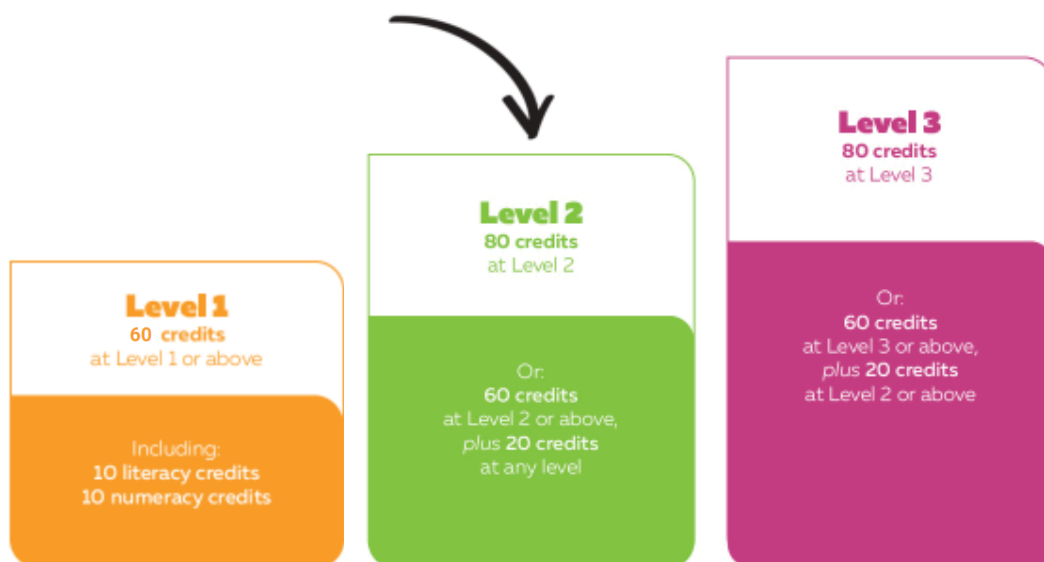 Level 1
60 credits
at Level 1 or above
Including:
10 literacy credits
10 numeracy credits
Level 2
80 credits
at Level 2
Or:
60 credits
at Level 2 or above,
plus 20 credits
at any level
Level 3
80 credits
at Level 3
Or:
60 credits
at Level 3 or above,
plus 20 credits
at Level 2 or above